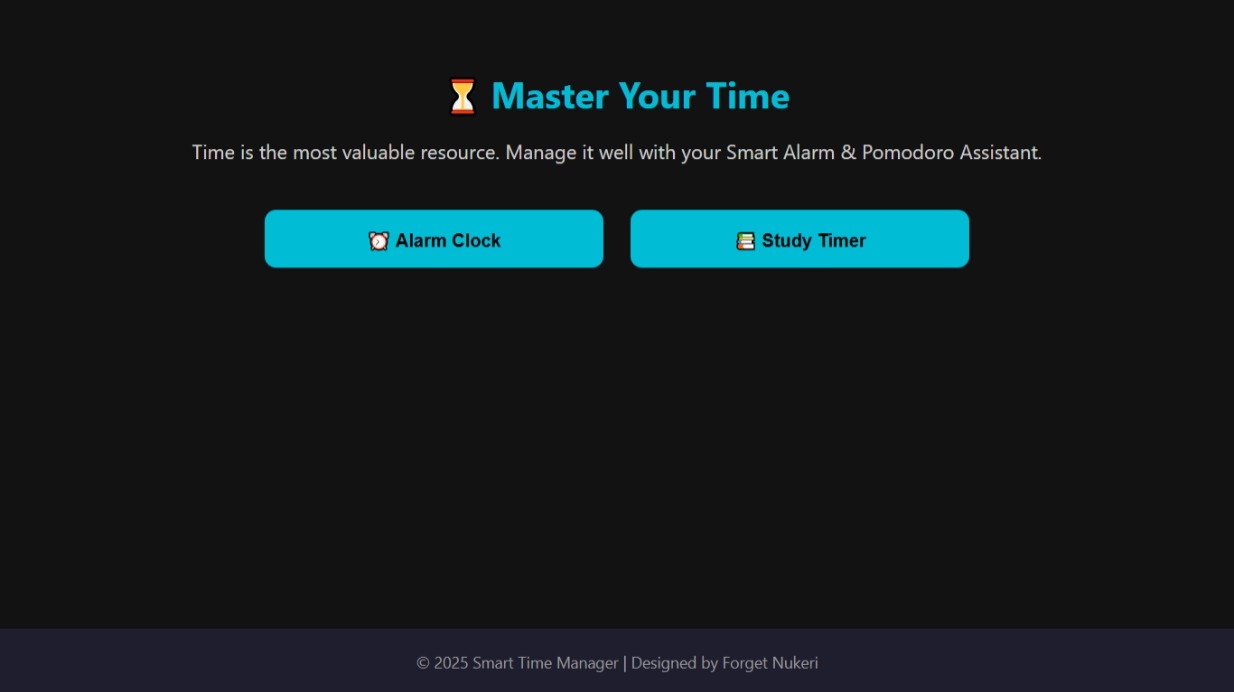 ⏳ Master Your Time
Time is the most valuable resource. Manage it well with your Smart Alarm & Pomodoro Assistant.
⏰ Alarm Clock
📚 Study Timer
© 2025 Smart Time Manager | Designed by Forget Nukeri